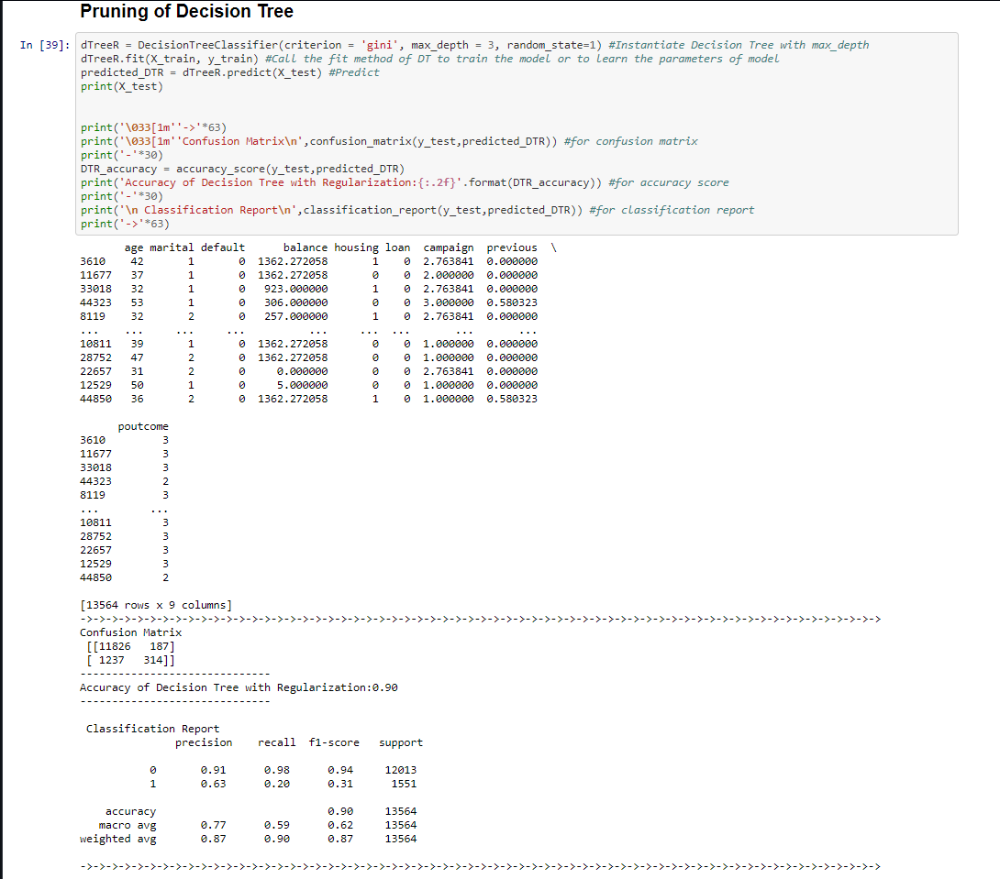 Pruning of Decision Tree
In [39]:
dTreeR = DecisionTreeClassifier(criterion = 'gini', max_depth = 3, random_state=1) #Instantiate Decision Tree with max_depth
dTreeR.fit(X_train, y_train) #Call the fit method of DT to train the model or to learn the parameters of model
predicted_DTR = dTreeR.predict(X_test) #Predict
print(X_test)
print('\033[1m''->'*63)
print('\033[1m''Confusion Matrix\n',confusion_matrix(y_test,predicted_DTR)) #for confusion matrix
print('-'*30)
DTR_accuracy = accuracy_score(y_test,predicted_DTR)
print('Accuracy of Decision Tree with Regularization:{:.2f}'.format(DTR_accuracy)) #for accuracy score
print('-'*30)
print('\n Classification Report\n',classification_report(y_test,predicted_DTR)) #for classification report
print('->'*63)
age marital default balance housing loan campaign previous \
3610 42 1 0 1362.272058 1 0 2.763841 0.000000
11677 37 1 0 1362.272058 0 0 2.000000 0.000000
33018 32 1 0 923.000000 1 0 2.763841 0.000000
44323 53 1 0 306.000000 0 0 3.000000 0.580323
8119 32 2 0 257.000000 1 0 2.763841 0.000000
... ... ... ... ... ... ... ... ...
10811 39 1 0 1362.272058 0 0 1.000000 0.000000
28752 47 2 0 1362.272058 0 0 1.000000 0.000000
22657 31 2 0 0.000000 0 0 2.763841 0.000000
12529 50 1 0 5.000000 0 0 1.000000 0.000000
44850 36 2 0 1362.272058 1 0 1.000000 0.580323
poutcome
3610 3
11677 3
33018 3
44323 2
8119 3
... ...
10811 3
28752 3
22657 3
12529 3
44850 2
[13564 rows x 9 columns]
->->->->->->->->->->->->->->->->->->->->->->->->->->->->->->->->->->->->->->->->->->->->->->->->->->->->->->->->->->->->->->->
Confusion Matrix
[[11826 187]
[ 1237 314]]
------------------------------
Accuracy of Decision Tree with Regularization:0.90
------------------------------
Classification Report
precision recall f1-score support
0 0.91 0.98 0.94 12013
1 0.63 0.20 0.31 1551
accuracy 0.90 13564
macro avg 0.77 0.59 0.62 13564
weighted avg 0.87 0.90 0.87 13564
->->->->->->->->->->->->->->->->->->->->->->->->->->->->->->->->->->->->->->->->->->->->->->->->->->->->->->->->->->->->->->->